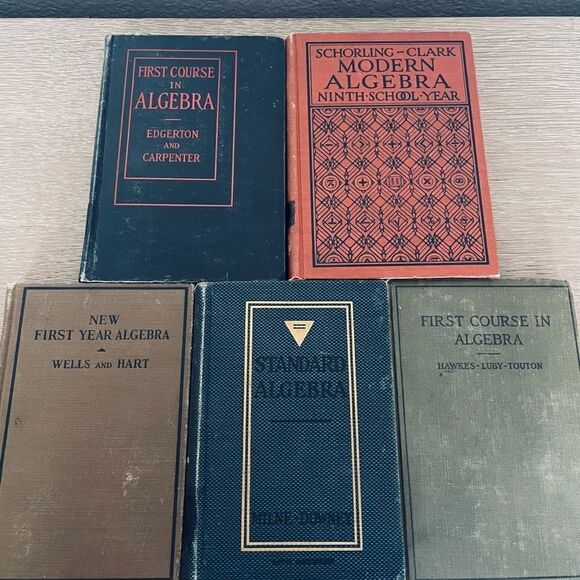 FIRST COURSE
IN
ALGEBRA
EDGERTON
AND
CARPENTER
SCHORLING-CLARK
MODERN
ALGEBRA
NINTH·SCHOOL·YEAR
NEW
FIRST YEAR ALGEBRA
WELLS AND HART
STANDARD
ALGEBRA
MILNE-DOWNEY
FIRST COURSE IN
ALGEBRA
HAWKES-LUBY-TOUTON